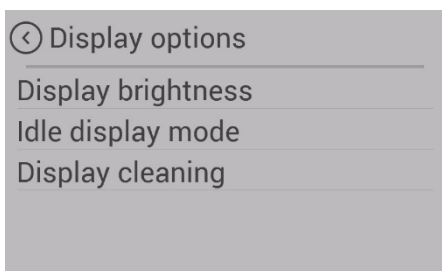 Display options
Display brightness
Idle display mode
Display cleaning